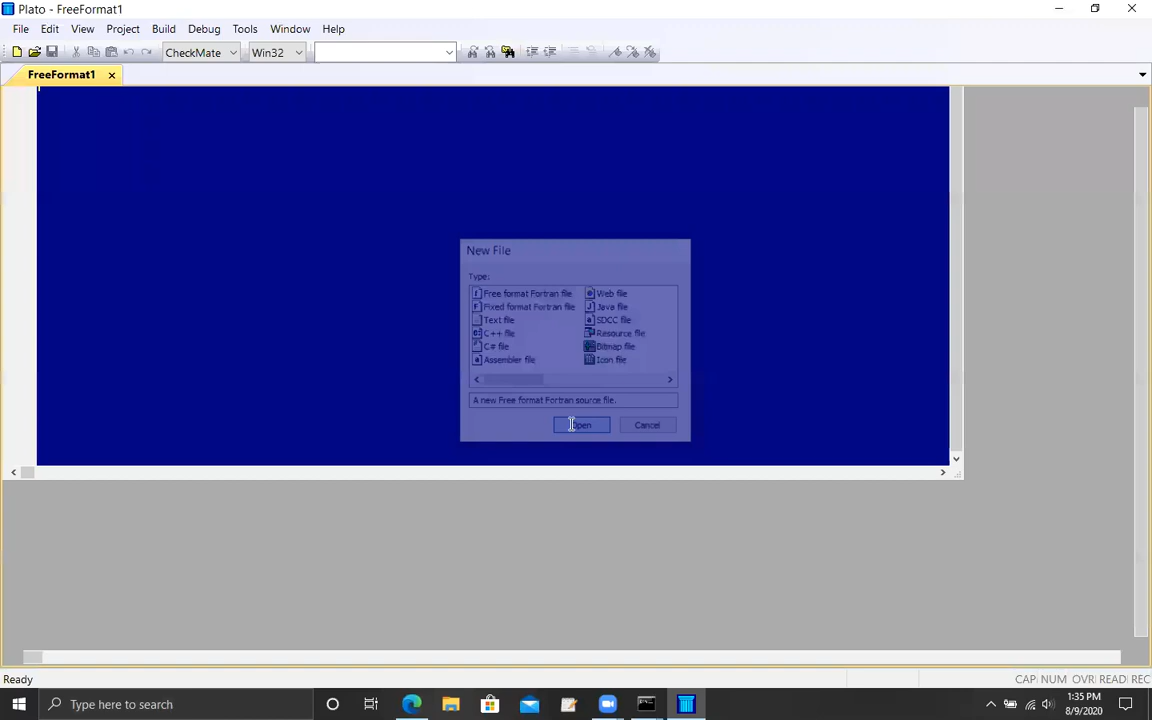 Plato - FreeFormat1
File Edit View Project Build Debug Tools Window Help
CheckMate Win32
FreeFormat1
New File
Type:
Free format Fortran file Web file
Fixed format Fortran file Java file
Text file SDCC file
C++ file Resource file
C# file Bitmap file
Assembler file Icon file
A new Free format Fortran source file.
Open Cancel
Ready CAP NUM OVR READ REC
Type here to search
1:35 PM
8/9/2020